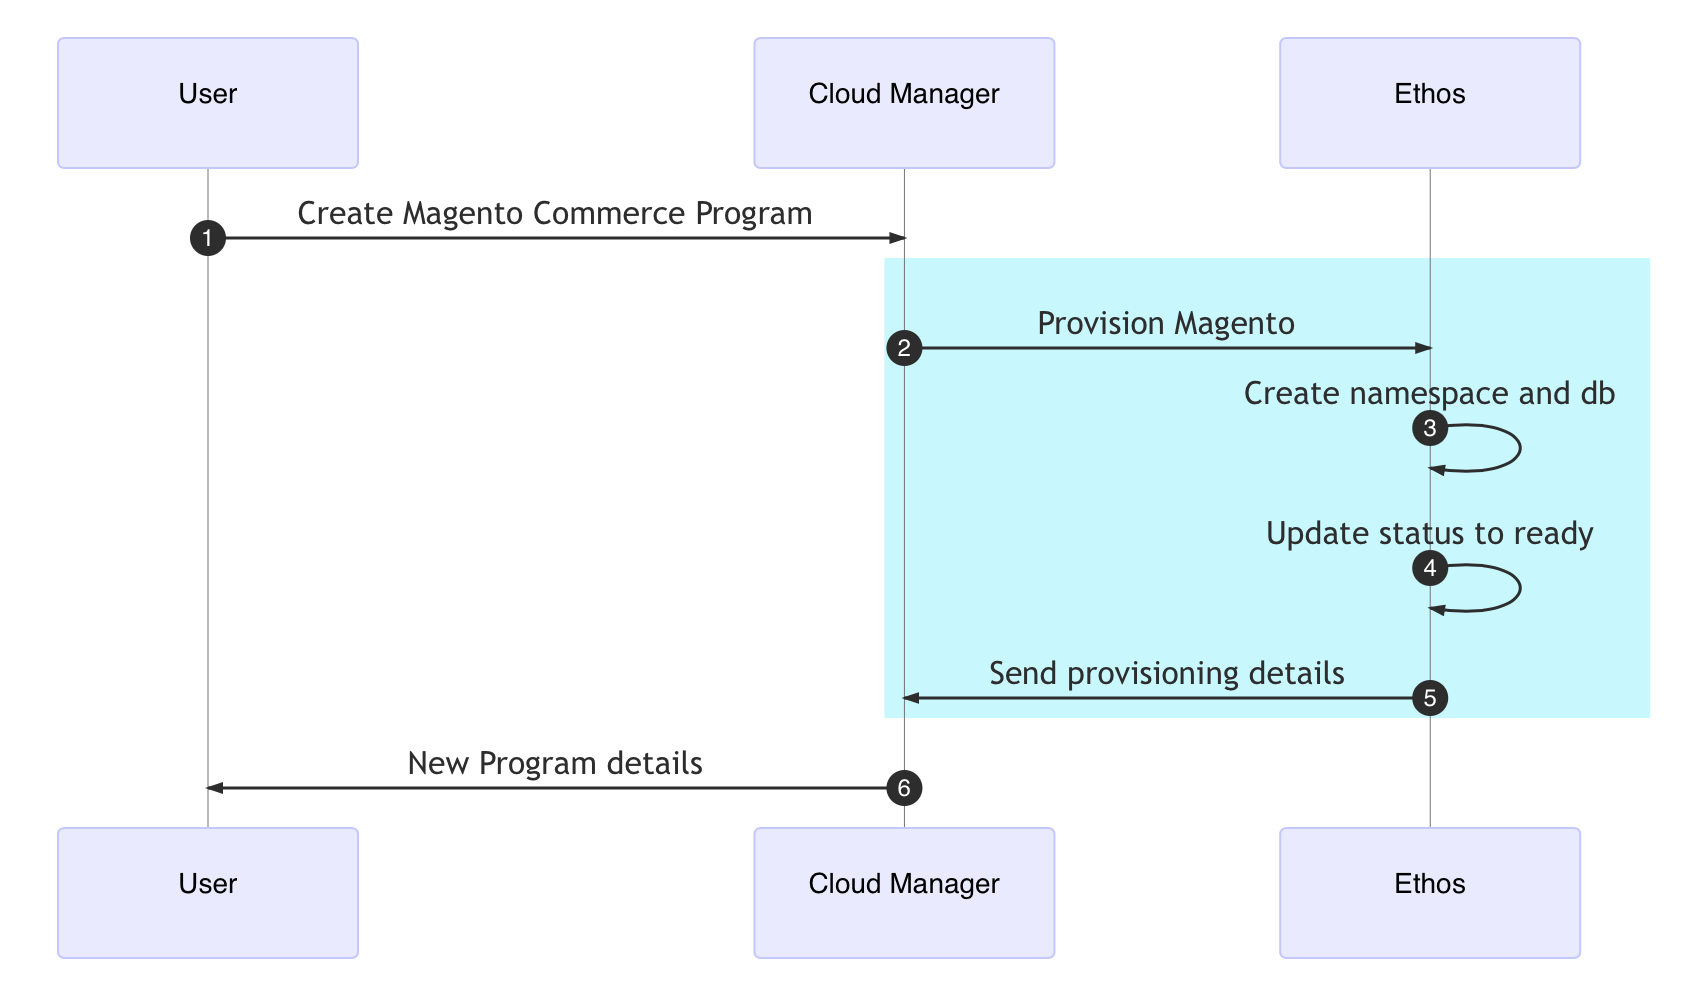 User
Cloud Manager
Ethos
Create Magento Commerce Program
1
Provision Magento
2
Create namespace and db
3
Update status to ready
4
Send provisioning details
5
New Program details
6
User
Cloud Manager
Ethos